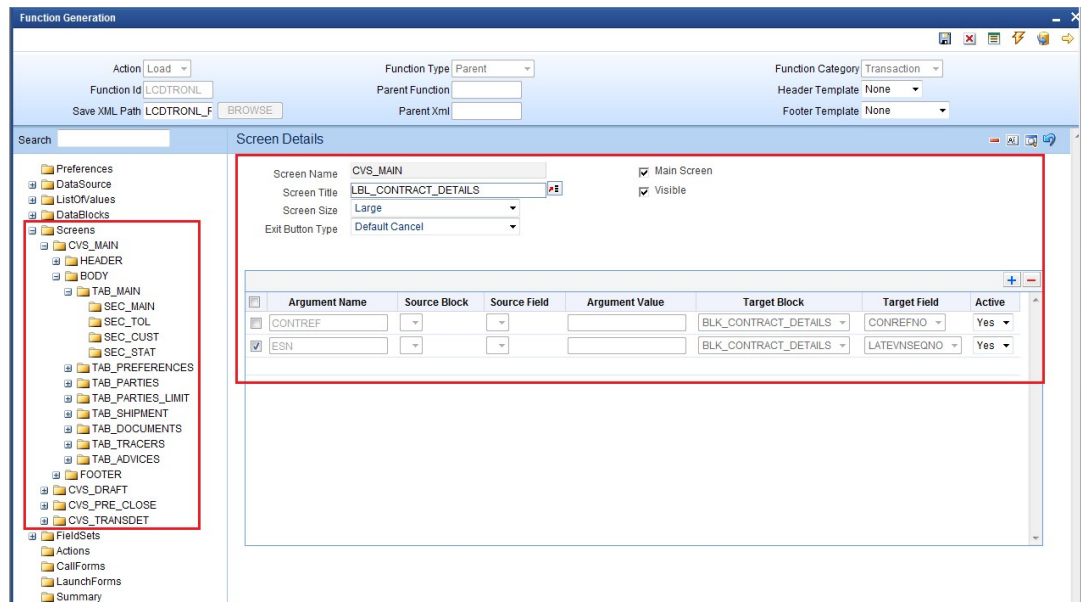 Function Generation
Action Load Function Type Parent Function Category Transaction
Function Id LCDTRONL Parent Function Header Template None
Save XML Path LCDTRONL_F BROWSE Parent Xml Footer Template None
Search Screen Details
Preferences
DataSource
ListOfValues
DataBlocks
Screens
CVS_MAIN
HEADER
BODY
TAB_MAIN
SEC_MAIN
SEC_TOL
SEC_CUST
SEC_STAT
TAB_PREFERENCES
TAB_PARTIES
TAB_PARTIES_LIMIT
TAB_SHIPMENT
TAB_DOCUMENTS
TAB_TRACERS
TAB_ADVICES
FOOTER
CVS_DRAFT
CVS_PRE_CLOSE
CVS_TRANSDET
FieldSets
Actions
CallForms
LaunchForms
Summary
Screen Name CVS_MAIN Main Screen
Screen Title LBL_CONTRACT_DETAILS Visible
Screen Size Large
Exit Button Type Default Cancel
Argument Name Source Block Source Field Argument Value Target Block Target Field Active
CONTREF BLK_CONTRACT_DETAILS CONREFNO Yes
ESN BLK_CONTRACT_DETAILS LATEVNSEQNO Yes